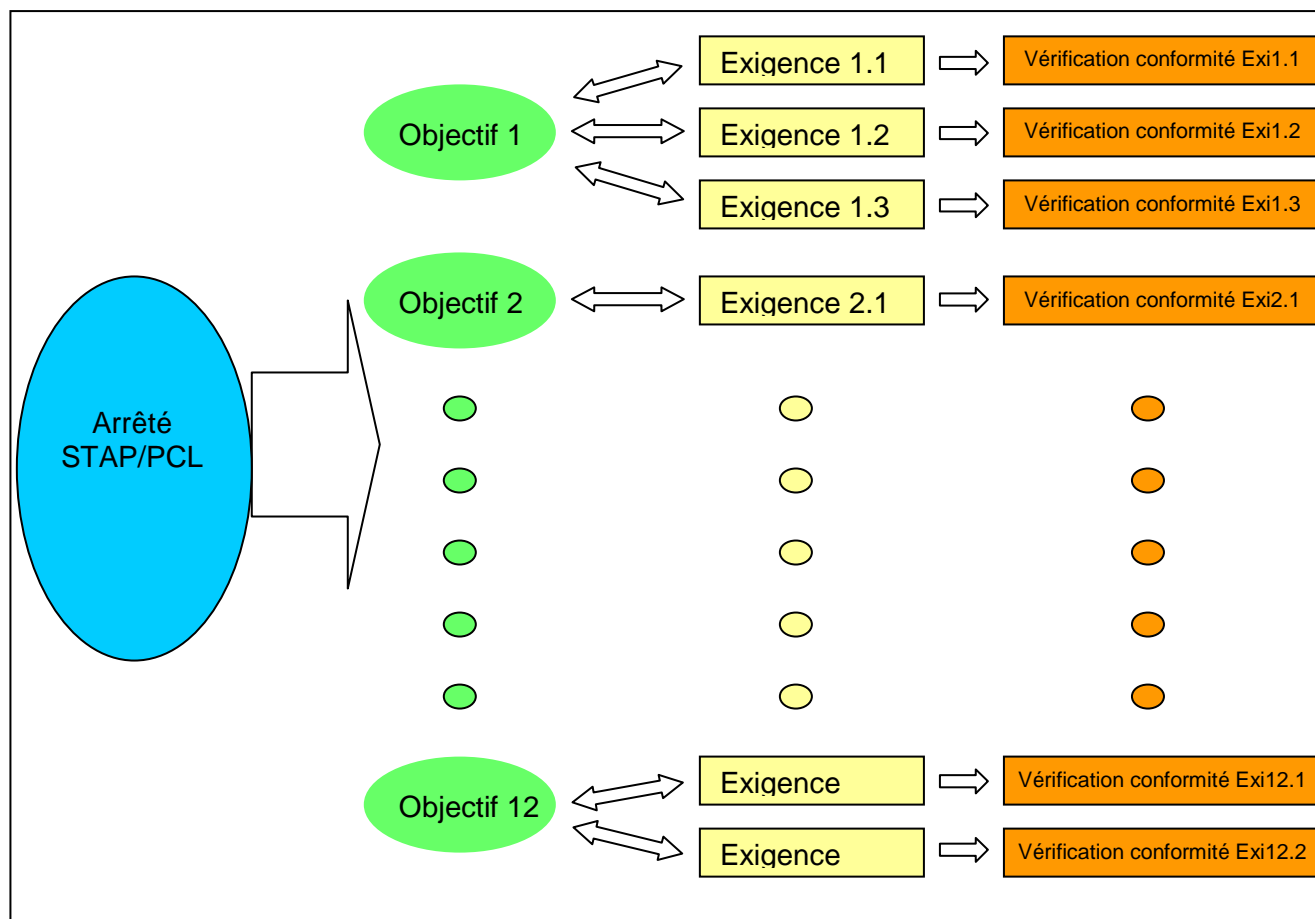 Exigence 1.1
Vérification conformité Exi1.1
Objectif 1
Exigence 1.2
Vérification conformité Exi1.2
Exigence 1.3
Vérification conformité Exi1.3
Objectif 2
Exigence 2.1
Vérification conformité Exi2.1
Arrêté
STAP/PCL
Objectif 12
Exigence
Vérification conformité Exi12.1
Exigence
Vérification conformité Exi12.2